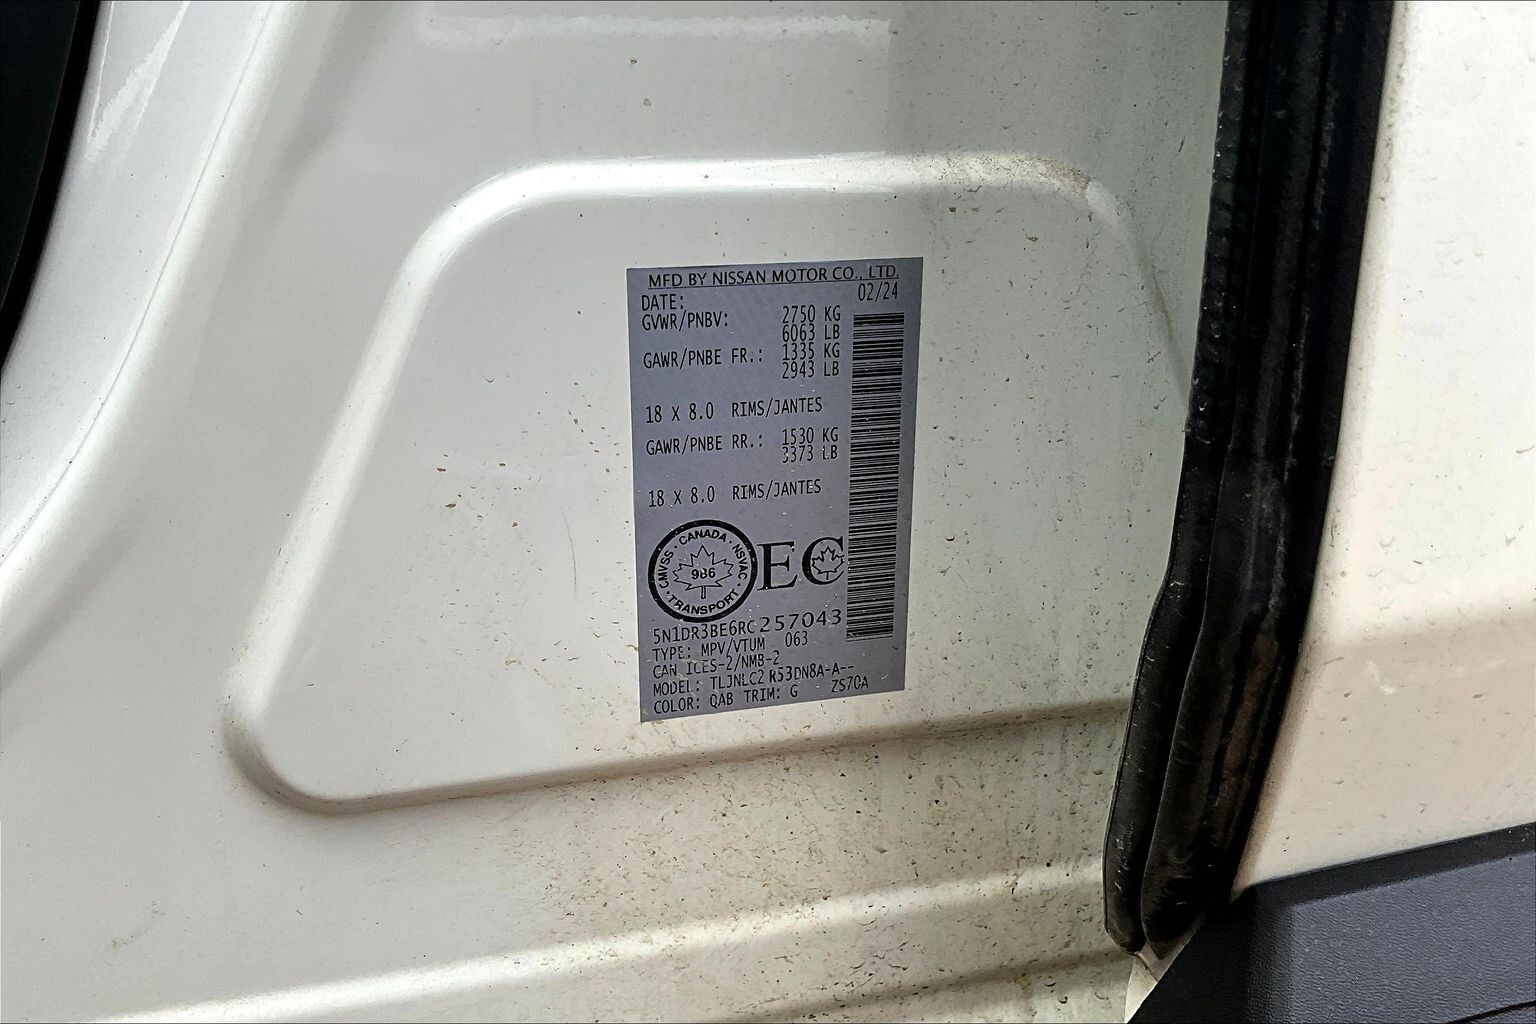 MFD BY NISSAN MOTOR CO., LTD.
DATE: 02/24
GVWR/PNBV: 2750 KG
6063 LB
GAWR/PNBE FR.: 1335 KG
2943 LB
18 X 8.0 RIMS/JANTES
GAWR/PNBE RR.: 1530 KG
3373 LB
18 X 8.0 RIMS/JANTES
CMVSS · CANADA · NSVAC · TRANSPORT ·
986
EC
5N1DR3BE6RC257043
TYPE: MPV/VTUM 063
CAN ICES-2/NMB-2
MODEL: TLJNLC2 R53DN8A-A--
COLOR: QAB TRIM: G ZS70A